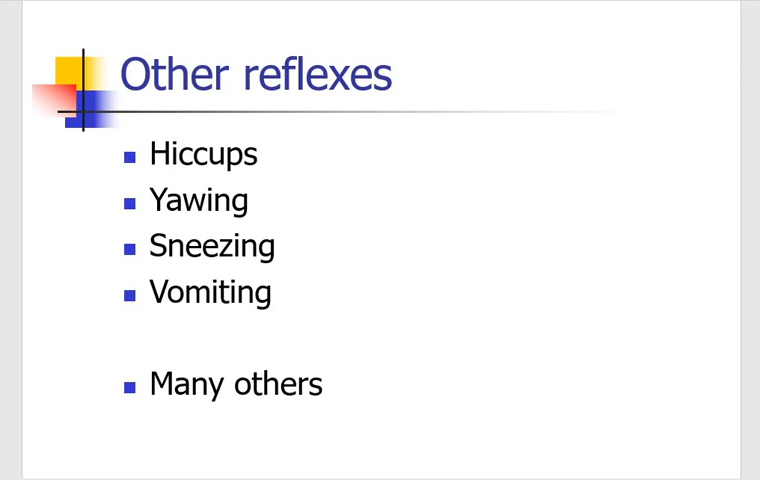 Other reflexes
Hiccups
Yawing
Sneezing
Vomiting
Many others